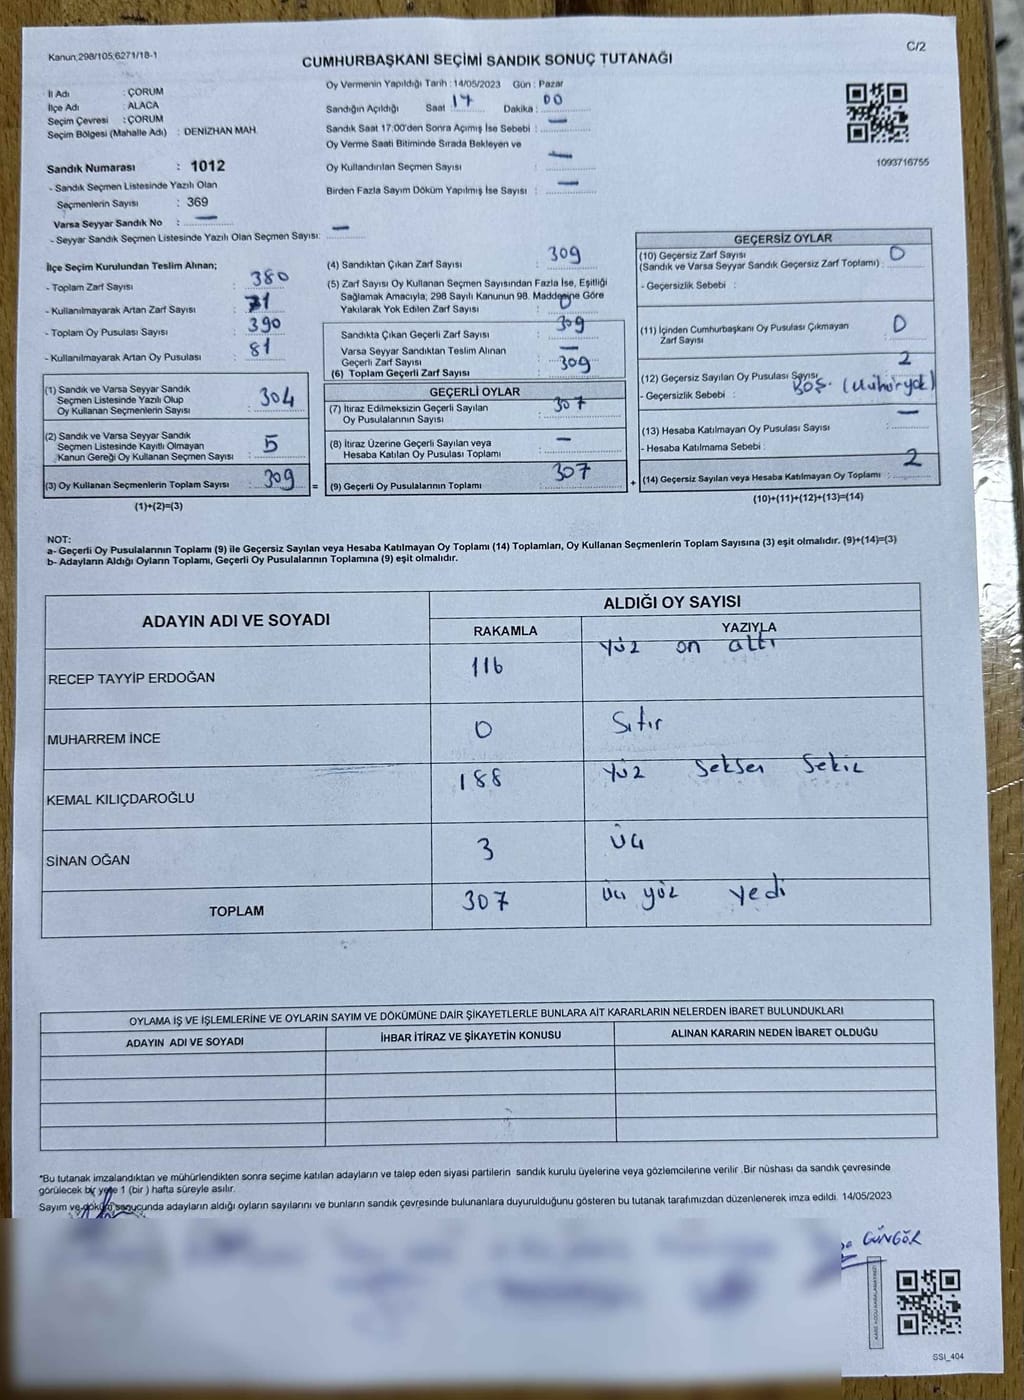 Kanun;298/105,6271/18-1
C/2
CUMHURBAŞKANI SEÇİMİ SANDIK SONUÇ TUTANAĞI
İl Adı : ÇORUM
İlçe Adı : ALACA
Seçim Çevresi : ÇORUM
Seçim Bölgesi (Mahalle Adı) : DENİZHAN MAH.
Oy Vermenin Yapıldığı Tarih : 14/05/2023 Gün : Pazar
Sandığın Açıldığı Saat 17 Dakika : 00
Sandık Saat 17:00'den Sonra Açımış İse Sebebi : —
Oy Verme Saati Bitiminde Sırada Bekleyen ve
Oy Kullandırılan Seçmen Sayısı : —
Birden Fazla Sayım Döküm Yapılmış İse Sayısı : —
1093716755
Sandık Numarası : 1012
- Sandık Seçmen Listesinde Yazılı Olan
Seçmenlerin Sayısı : 369
Varsa Seyyar Sandık No : —
- Seyyar Sandık Seçmen Listesinde Yazılı Olan Seçmen Sayısı: —
İlçe Seçim Kurulundan Teslim Alınan;
- Toplam Zarf Sayısı : 380
- Kullanılmayarak Artan Zarf Sayısı : 71
- Toplam Oy Pusulası Sayısı : 390
- Kullanılmayarak Artan Oy Pusulası : 81
(1) Sandık ve Varsa Seyyar Sandık
Seçmen Listesinde Yazılı Olup
Oy Kullanan Seçmenlerin Sayısı : 304
(2) Sandık ve Varsa Seyyar Sandık
Seçmen Listesinde Kayıtlı Olmayan
Kanun Gereği Oy Kullanan Seçmen Sayısı : 5
(3) Oy Kullanan Seçmenlerin Toplam Sayısı : 309
(1)+(2)=(3)
(4) Sandıktan Çıkan Zarf Sayısı : 309
(5) Zarf Sayısı Oy Kullanan Seçmen Sayısından Fazla İse, Eşitliği
Sağlamak Amacıyla; 298 Sayılı Kanunun 98. Maddesine Göre
Yakılarak Yok Edilen Zarf Sayısı : 0
Sandıkta Çıkan Geçerli Zarf Sayısı : 309
Varsa Seyyar Sandıktan Teslim Alınan
Geçerli Zarf Sayısı : —
(6) Toplam Geçerli Zarf Sayısı : 309
GEÇERLİ OYLAR
(7) İtiraz Edilmeksizin Geçerli Sayılan
Oy Pusulalarının Sayısı : 307
(8) İtiraz Üzerine Geçerli Sayılan veya
Hesaba Katılan Oy Pusulası Toplamı : —
= (9) Geçerli Oy Pusulalarının Toplamı : 307
GEÇERSİZ OYLAR
(10) Geçersiz Zarf Sayısı
(Sandık ve Varsa Seyyar Sandık Geçersiz Zarf Toplamı) : 0
- Geçersizlik Sebebi :
(11) İçinden Cumhurbaşkanı Oy Pusulası Çıkmayan
Zarf Sayısı : 0
(12) Geçersiz Sayılan Oy Pusulası Sayısı : 2
- Geçersizlik Sebebi : Boş. (Mühür yok)
(13) Hesaba Katılmayan Oy Pusulası Sayısı : —
- Hesaba Katılmama Sebebi :
+ (14) Geçersiz Sayılan veya Hesaba Katılmayan Oy Toplamı : 2
(10)+(11)+(12)+(13)=(14)
NOT:
a- Geçerli Oy Pusulalarının Toplamı (9) ile Geçersiz Sayılan veya Hesaba Katılmayan Oy Toplamı (14) Toplamları, Oy Kullanan Seçmenlerin Toplam Sayısına (3) eşit olmalıdır. (9)+(14)=(3)
b- Adayların Aldığı Oyların Toplamı, Geçerli Oy Pusulalarının Toplamına (9) eşit olmalıdır.
ADAYIN ADI VE SOYADI ALDIĞI OY SAYISI
RAKAMLA YAZIYLA
RECEP TAYYİP ERDOĞAN 116 Yüz on altı
MUHARREM İNCE 0 Sıfır
KEMAL KILIÇDAROĞLU 188 Yüz Seksen Sekiz
SİNAN OĞAN 3 Üç
TOPLAM 307 Üç yüz yedi
OYLAMA İŞ VE İŞLEMLERİNE VE OYLARIN SAYIM VE DÖKÜMÜNE DAİR ŞİKAYETLERLE BUNLARA AİT KARARLARIN NELERDEN İBARET BULUNDUKLARI
ADAYIN ADI VE SOYADI İHBAR İTİRAZ VE ŞİKAYETİN KONUSU ALINAN KARARIN NEDEN İBARET OLDUĞU
*Bu tutanak imzalandıktan ve mühürlendikten sonra seçime katılan adayların ve talep eden siyasi partilerin sandık kurulu üyelerine veya gözlemcilerine verilir .Bir nüshası da sandık çevresinde
görülecek bir yere 1 (bir ) hafta süreyle asılır.
Sayım ve döküm sonucunda adayların aldığı oyların sayılarını ve bunların sandık çevresinde bulunanlara duyurulduğunu gösteren bu tutanak tarafımızdan düzenlenerek imza edildi. 14/05/2023
GÜNGÖR
SSI_404